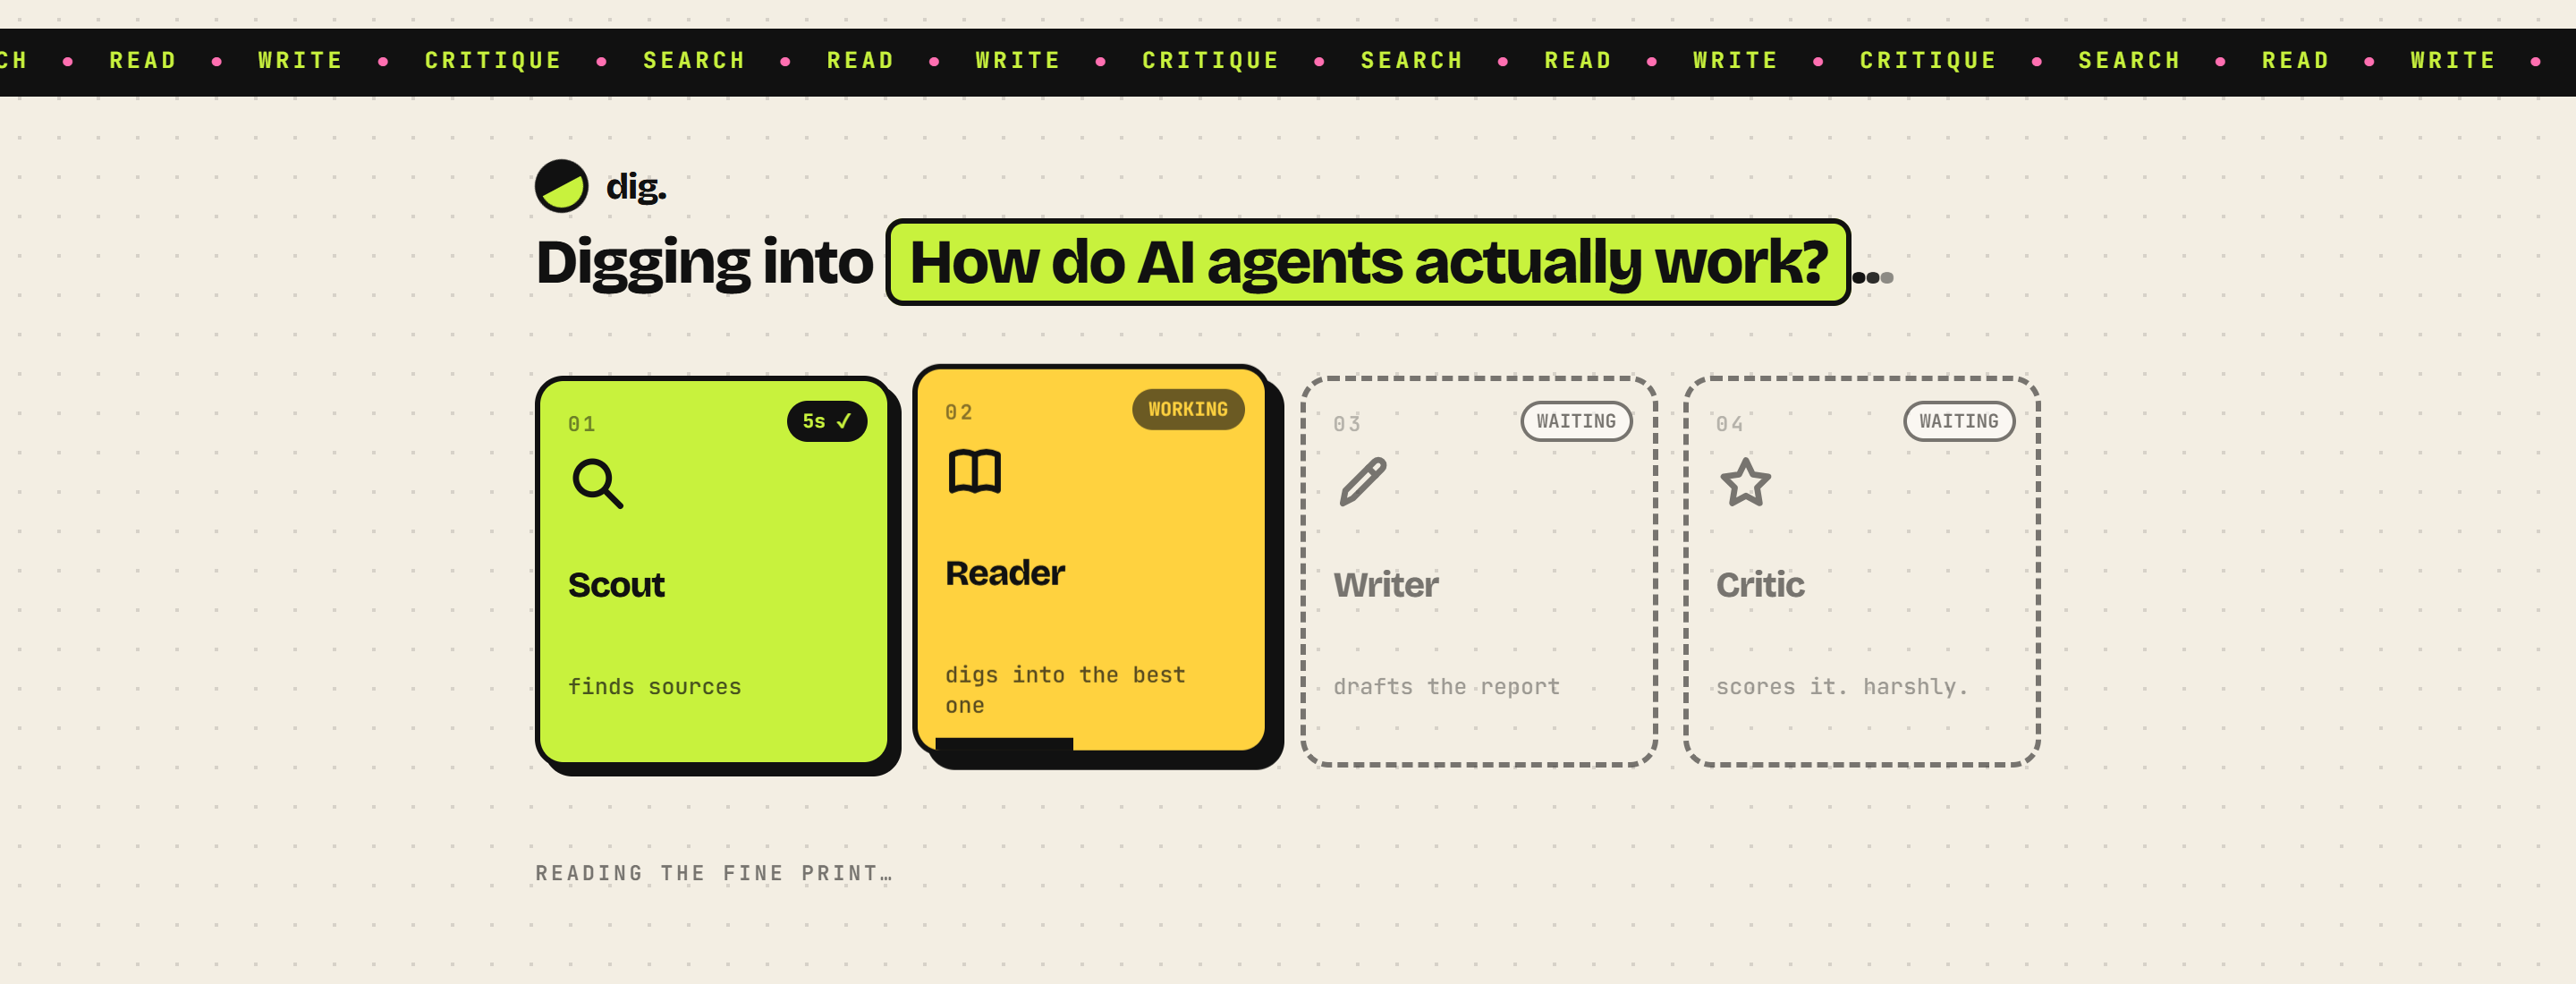 CH • READ • WRITE • CRITIQUE • SEARCH • READ • WRITE • CRITIQUE • SEARCH • READ • WRITE • CRITIQUE • SEARCH • READ • WRITE •
dig.
Digging into How do AI agents actually work?...
01 5s ✓
Scout
finds sources
02 WORKING
Reader
digs into the best
one
03 WAITING
Writer
drafts the report
04 WAITING
Critic
scores it. harshly.
READING THE FINE PRINT…